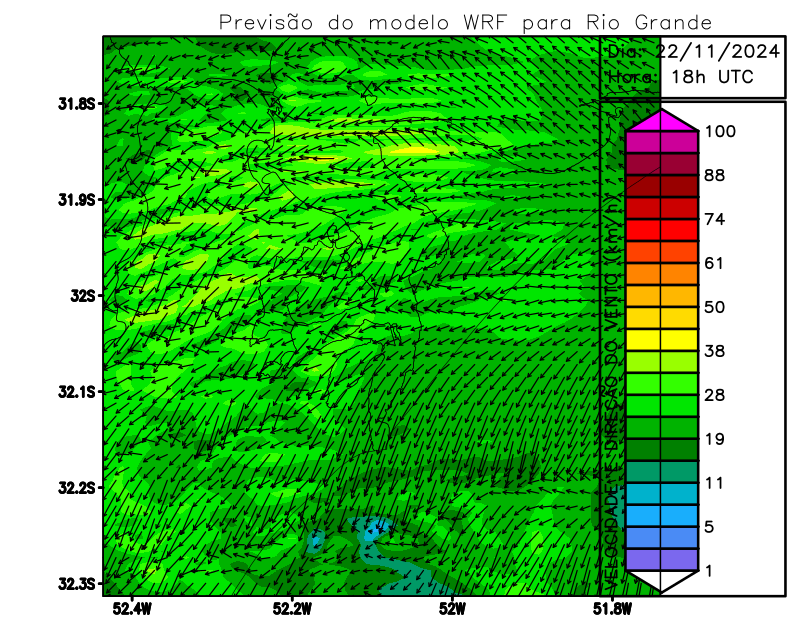 Previsão do modelo WRF para Rio Grande
Dia: 22/11/2024
Hora: 18h UTC
31.8S
31.9S
32S
32.1S
32.2S
32.3S
52.4W
52.2W
52W
51.8W
VELOCIDADE E DIREÇÃO DO VENTO (km/h)
100
88
74
61
50
38
28
19
11
5
1